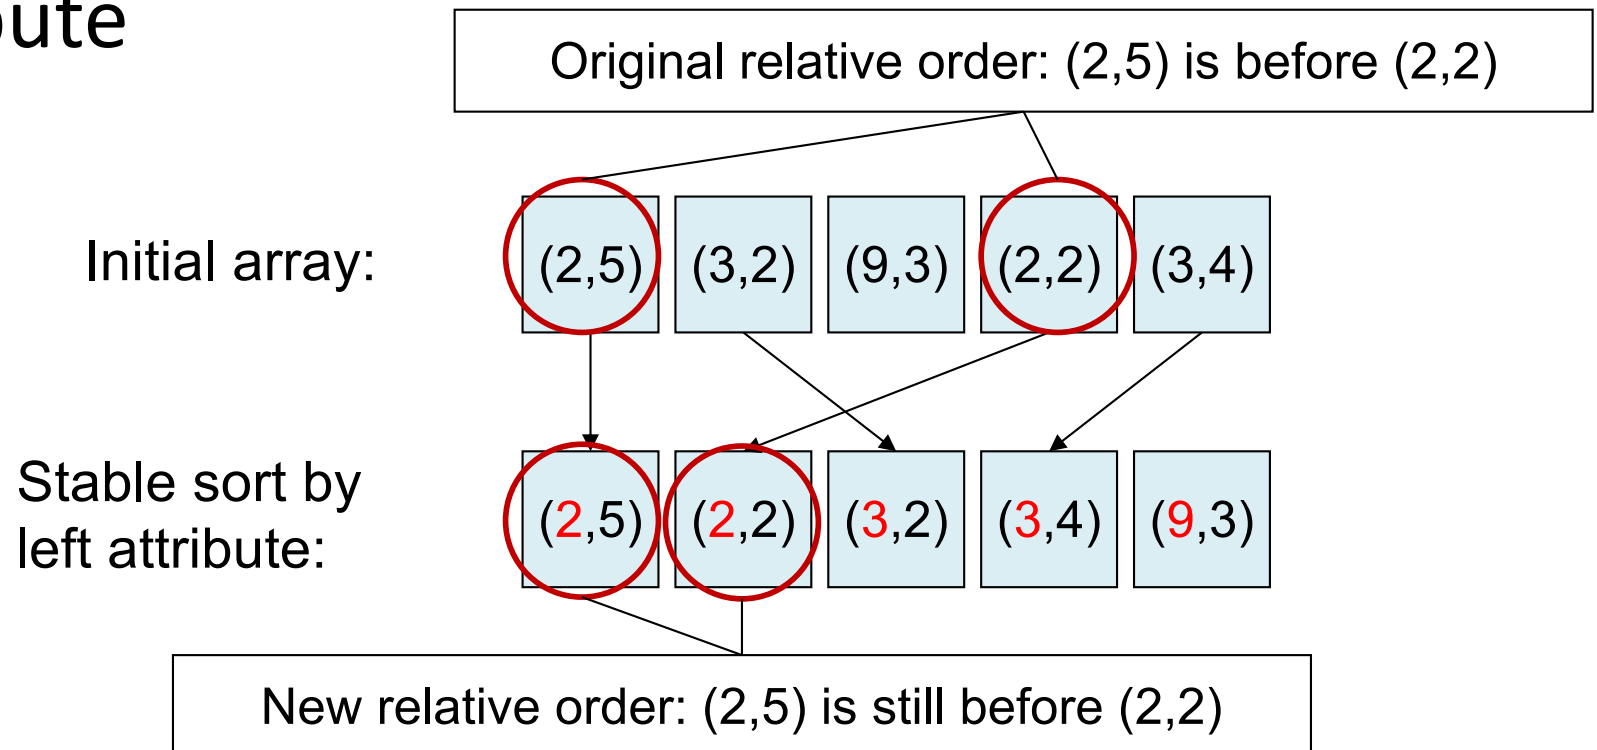 Original relative order: (2,5) is before (2,2)
Initial array: (2,5) (3,2) (9,3) (2,2) (3,4)
Stable sort by
left attribute: (2,5) (2,2) (3,2) (3,4) (9,3)
New relative order: (2,5) is still before (2,2)